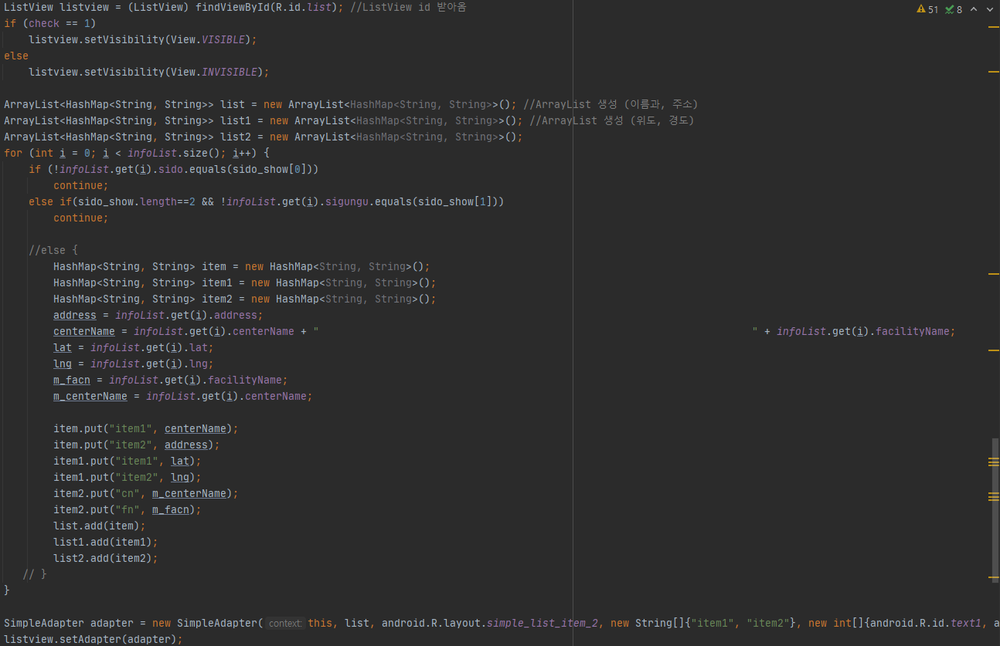 ListView listview = (ListView) findViewById(R.id.list); //ListView id 받아옴
if (check == 1)
    listview.setVisibility(View.VISIBLE);
else
    listview.setVisibility(View.INVISIBLE);
ArrayList<HashMap<String, String>> list = new ArrayList<HashMap<String, String>>(); //ArrayList 생성 (이름과, 주소)
ArrayList<HashMap<String, String>> list1 = new ArrayList<HashMap<String, String>>(); //ArrayList 생성 (위도, 경도)
ArrayList<HashMap<String, String>> list2 = new ArrayList<HashMap<String, String>>();
for (int i = 0; i < infoList.size(); i++) {
    if (!infoList.get(i).sido.equals(sido_show[0]))
        continue;
    else if(sido_show.length==2 && !infoList.get(i).sigungu.equals(sido_show[1]))
        continue;
    //else {
        HashMap<String, String> item = new HashMap<String, String>();
        HashMap<String, String> item1 = new HashMap<String, String>();
        HashMap<String, String> item2 = new HashMap<String, String>();
        address = infoList.get(i).address;
        centerName = infoList.get(i).centerName + "                                                                      " + infoList.get(i).facilityName;
        lat = infoList.get(i).lat;
        lng = infoList.get(i).lng;
        m_facn = infoList.get(i).facilityName;
        m_centerName = infoList.get(i).centerName;
        item.put("item1", centerName);
        item.put("item2", address);
        item1.put("item1", lat);
        item1.put("item2", lng);
        item2.put("cn", m_centerName);
        item2.put("fn", m_facn);
        list.add(item);
        list1.add(item1);
        list2.add(item2);
   // }
}
SimpleAdapter adapter = new SimpleAdapter( context: this, list, android.R.layout.simple_list_item_2, new String[]{"item1", "item2"}, new int[]{android.R.id.text1, a
listview.setAdapter(adapter);
51 8